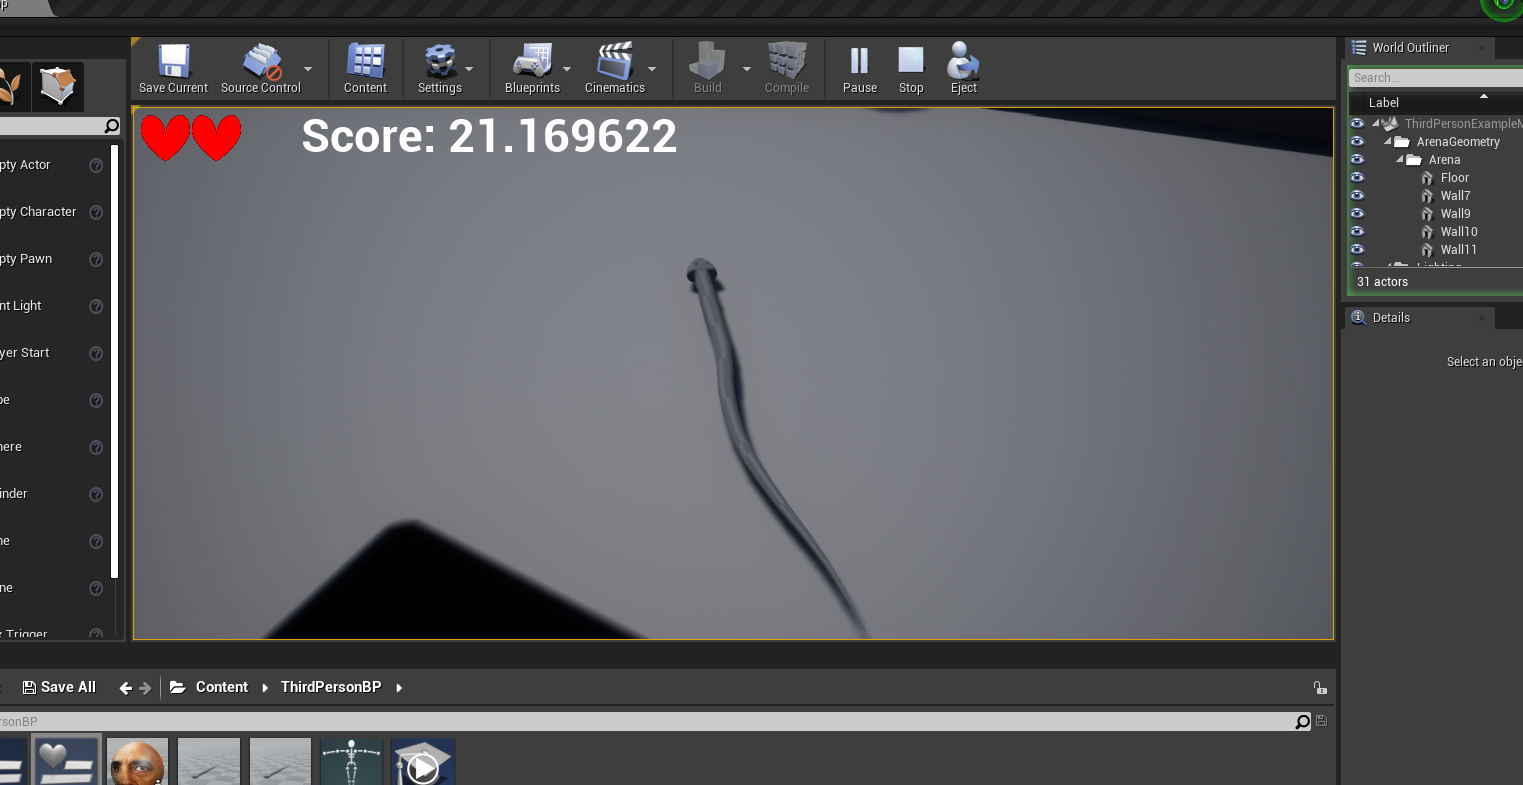 p
Save Current
Source Control
Content
Settings
Blueprints
Cinematics
Build
Compile
Pause
Stop
Eject
Score: 21.169622
pty Actor
pty Character
pty Pawn
nt Light
yer Start
pe
here
inder
ne
ne
x Trigger
World Outliner
Search...
Label
ThirdPersonExampleM
ArenaGeometry
Arena
Floor
Wall7
Wall9
Wall10
Wall11
Lighting
31 actors
Details
Select an obje
Save All
Content
ThirdPersonBP
rsonBP